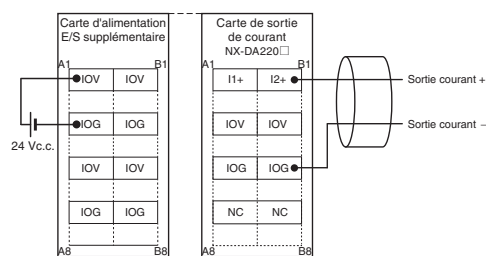 Carte d'alimentation
E/S supplémentaire
Carte de sortie
de courant
NX-DA220□
A1 B1
A1 B1
IOV IOV
I1+ I2+
Sortie courant +
IOG IOG
IOV IOV
Sortie courant −
24 Vc.c.
IOV IOV
IOG IOG
IOG IOG
NC NC
A8 B8
A8 B8